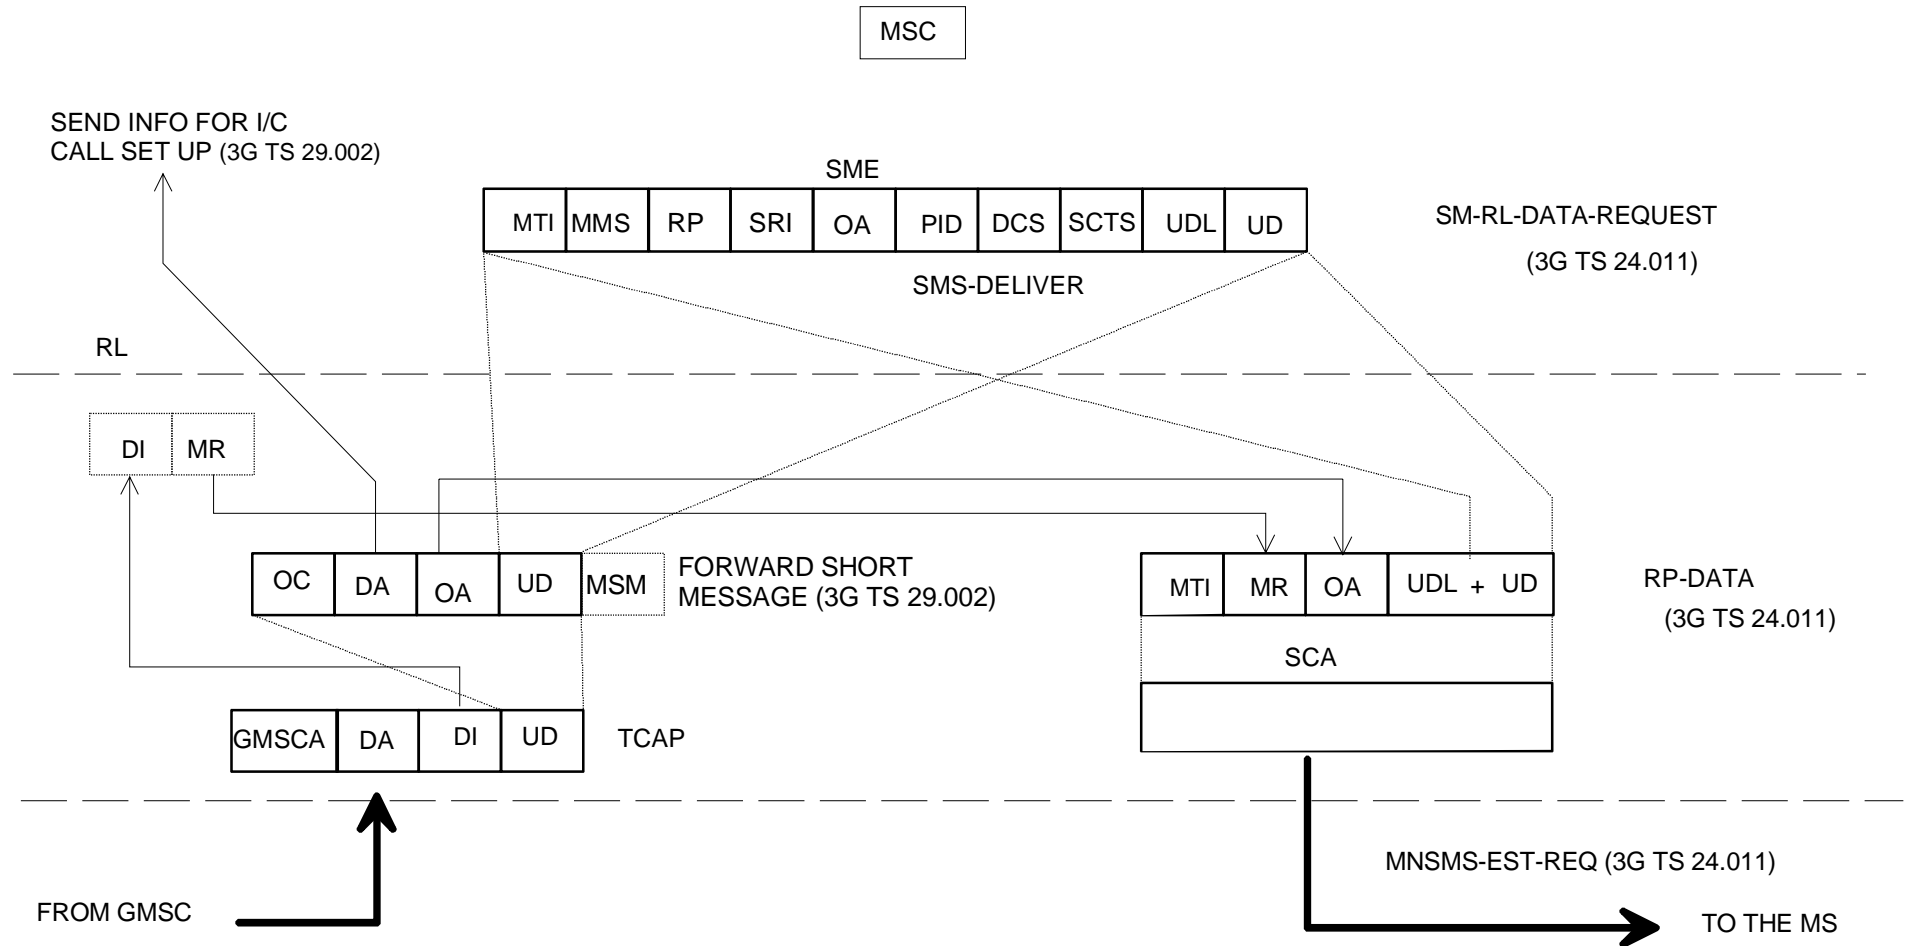 MSC
SEND INFO FOR I/C
CALL SET UP (3G TS 29.002)
SME
MTI MMS RP SRI OA PID DCS SCTS UDL UD
SM-RL-DATA-REQUEST
(3G TS 24.011)
SMS-DELIVER
RL
DI MR
OC DA OA UD MSM
FORWARD SHORT
MESSAGE (3G TS 29.002)
MTI MR OA UDL + UD
RP-DATA
(3G TS 24.011)
SCA
GMSCA DA DI UD
TCAP
MNSMS-EST-REQ (3G TS 24.011)
FROM GMSC
TO THE MS